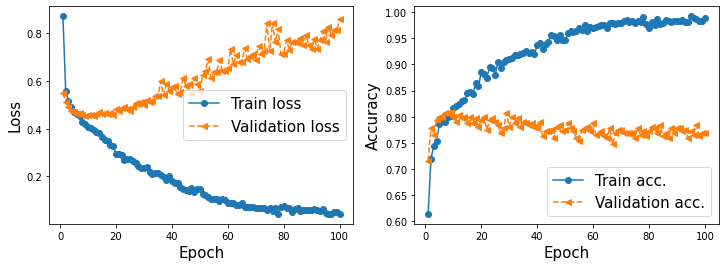 0.8
0.6
0.4
0.2
0 20 40 60 80 100
Loss
Epoch
Train loss
Validation loss
1.00
0.95
0.90
0.85
0.80
0.75
0.70
0.65
0.60
0 20 40 60 80 100
Accuracy
Epoch
Train acc.
Validation acc.